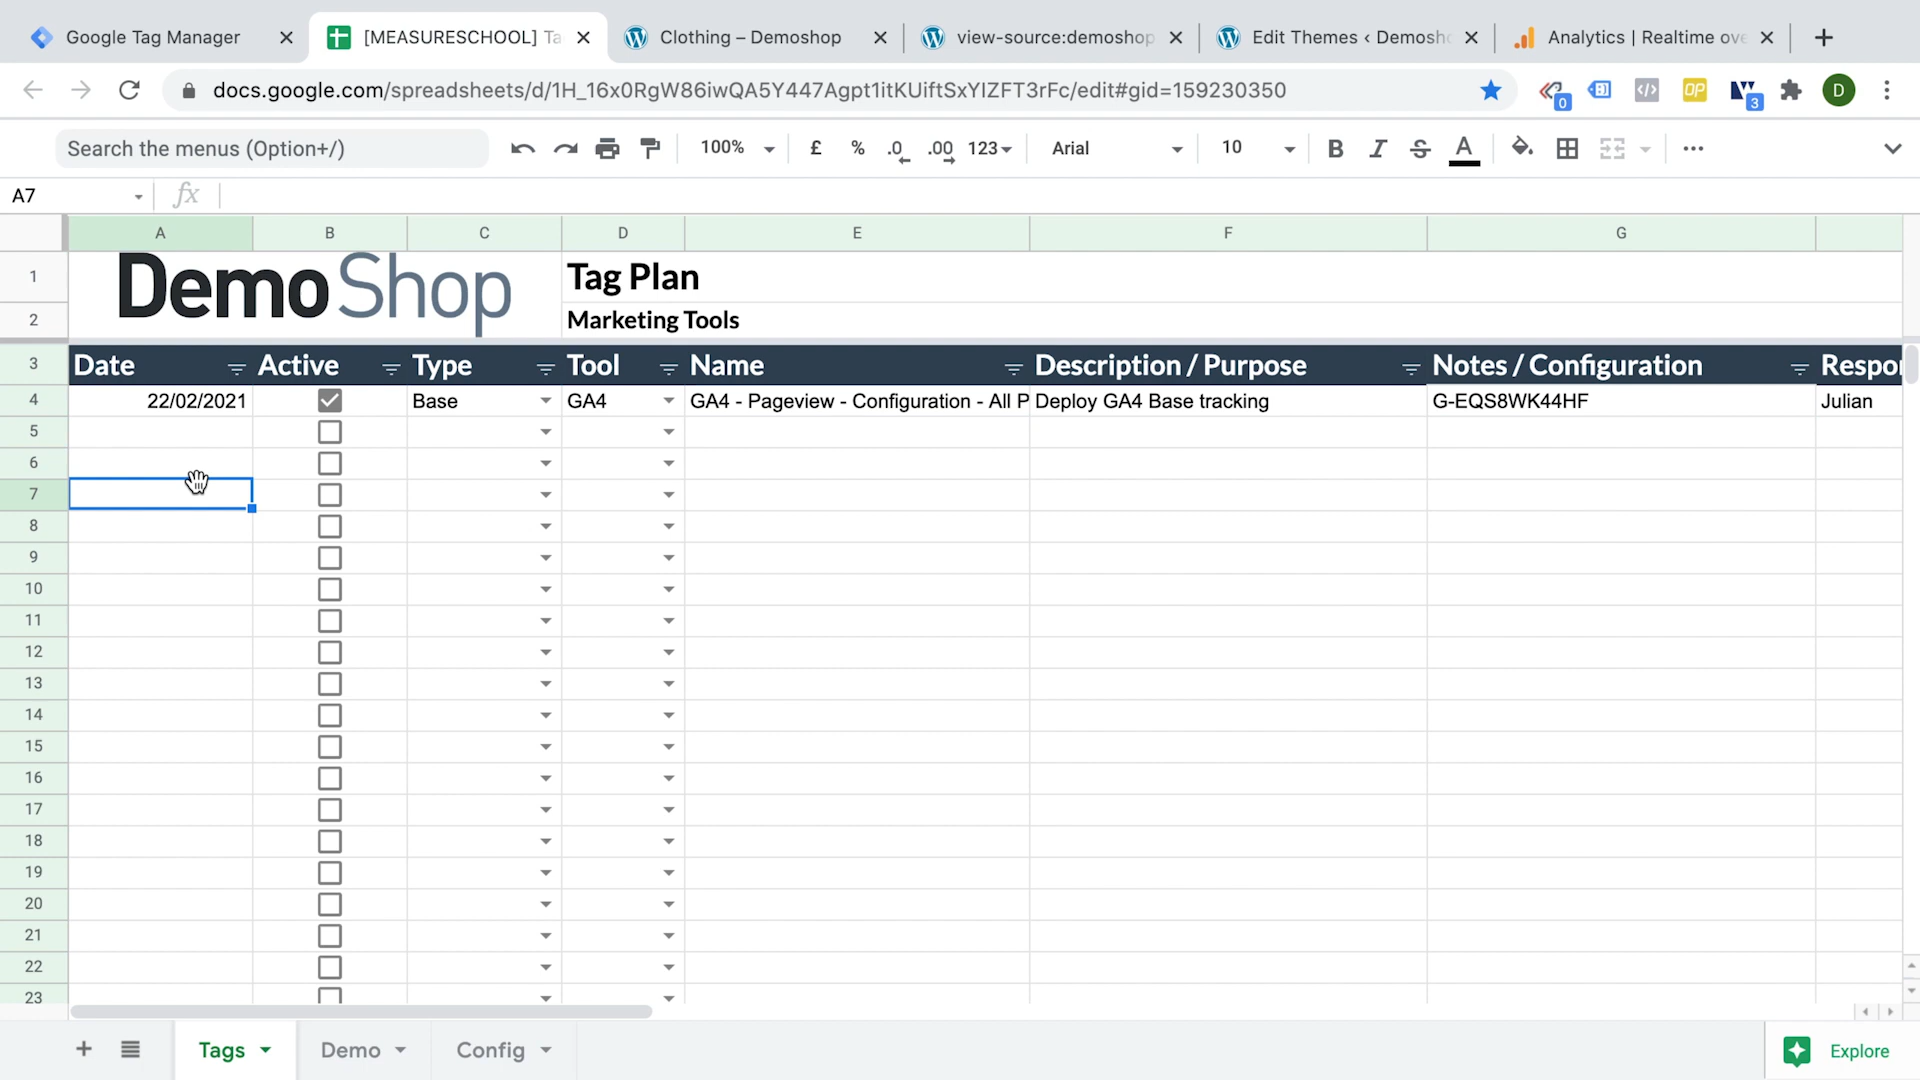 Google Tag Manager
[MEASURESCHOOL] Ta
Clothing – Demoshop
view-source:demoshop
Edit Themes ‹ Demosh
Analytics | Realtime ove
docs.google.com/spreadsheets/d/1H_16x0RgW86iwQA5Y447Agpt1itKUiftSxYIZFT3rFc/edit#gid=159230350
0
OP
3
D
Search the menus (Option+/)
100%
£
%
.0
.00
123
Arial
10
B
I
S
A
A7
fx
A B C D E F G
1
DemoShop
Tag Plan
2
Marketing Tools
3 Date Active Type Tool Name Description / Purpose Notes / Configuration Respo
4 22/02/2021 Base GA4 GA4 - Pageview - Configuration - All P Deploy GA4 Base tracking G-EQS8WK44HF Julian
5
6
7
8
9
10
11
12
13
14
15
16
17
18
19
20
21
22
23
Tags
Demo
Config
Explore